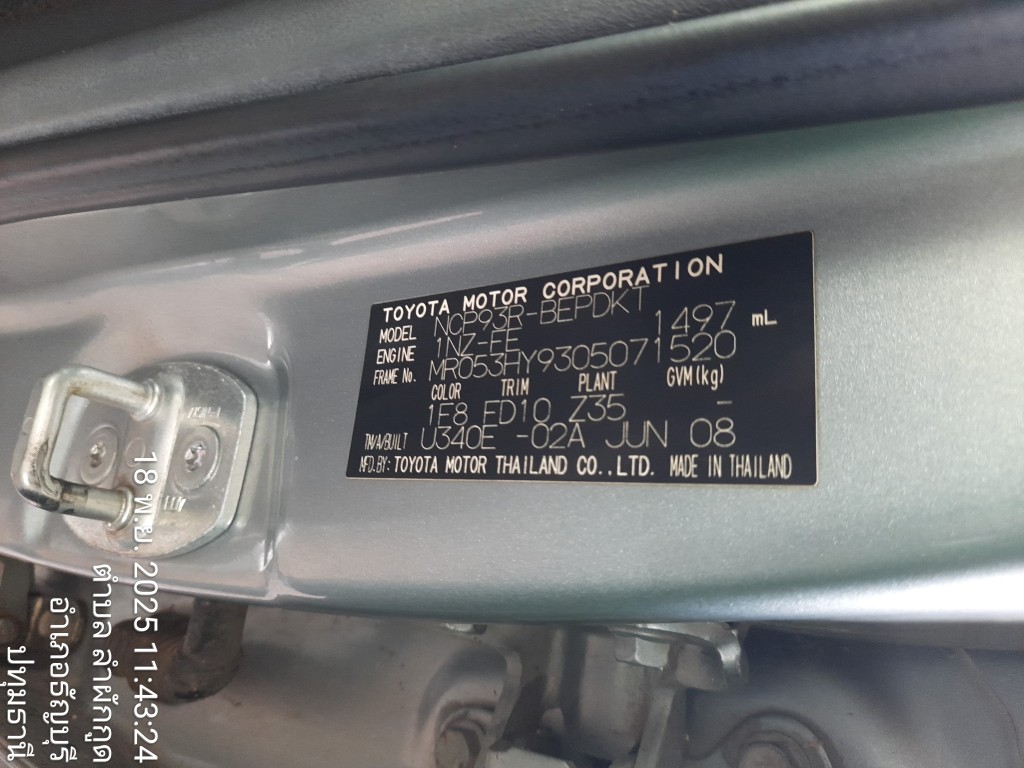 TOYOTA MOTOR CORPORATION
MODEL NCP93R-BEPDKT
ENGINE 1NZ-FE 1497 mL
FRAME No. MR053HY9305071520
COLOR TRIM PLANT GVM(kg)
1E8 FD10 Z35 -
TM/A/BUILT U340E -02A JUN 08
MFD.BY: TOYOTA MOTOR THAILAND CO.,LTD. MADE IN THAILAND
18 พ.ย. 2025 11:43:24
ตำบล ลำผักกูด
อำเภอธัญบุรี
ปทุมธานี